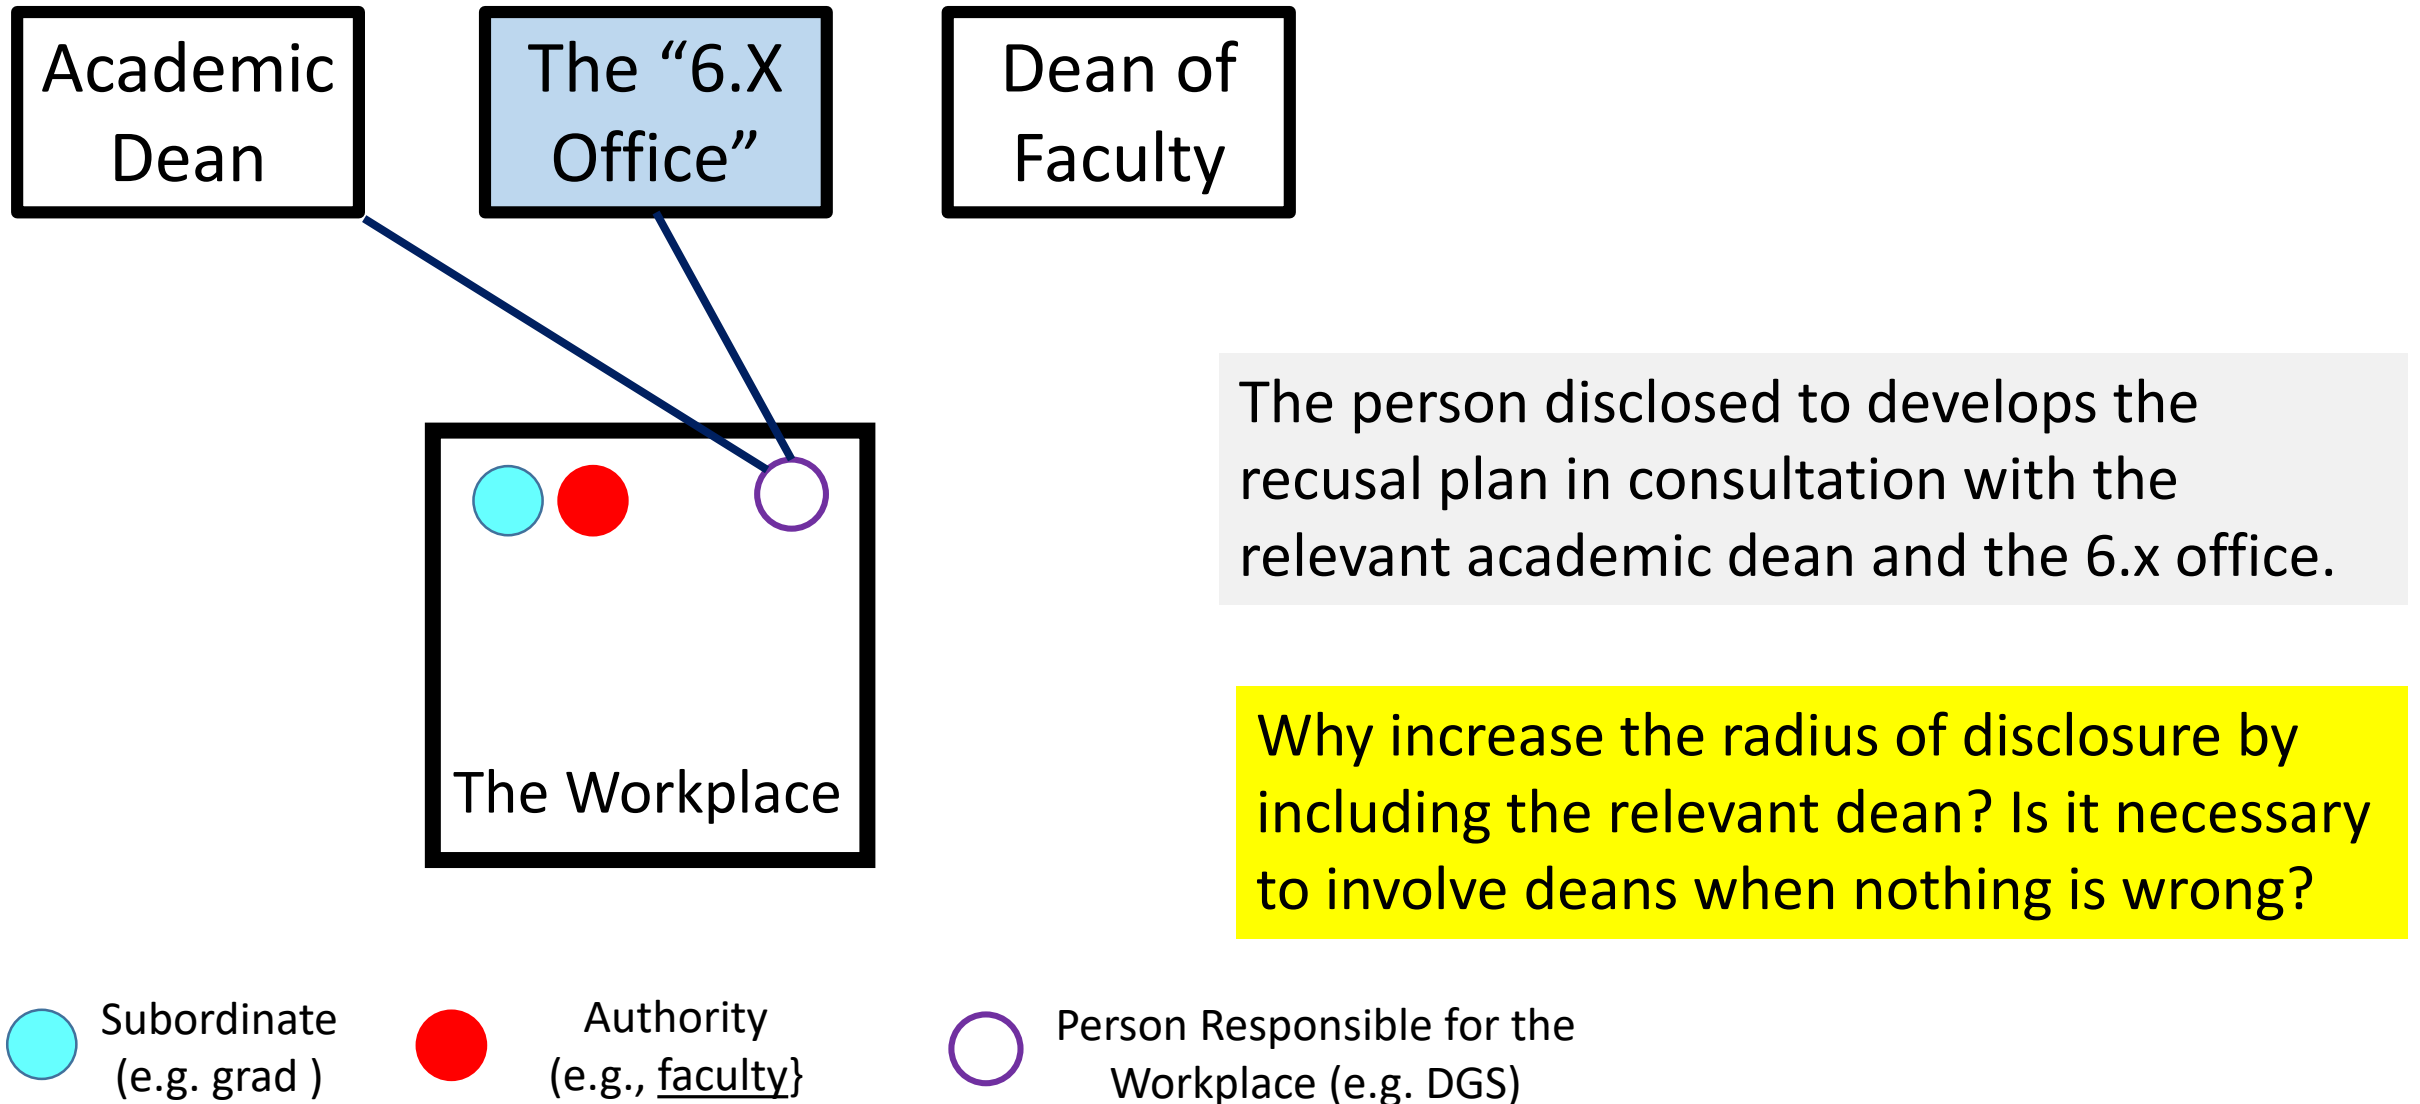 Academic
Dean
The “6.X
Office”
Dean of
Faculty
The person disclosed to develops the
recusal plan in consultation with the
relevant academic dean and the 6.x office.
Why increase the radius of disclosure by
including the relevant dean? Is it necessary
to involve deans when nothing is wrong?
The Workplace
Subordinate
(e.g. grad )
Authority
(e.g., faculty}
Person Responsible for the
Workplace (e.g. DGS)